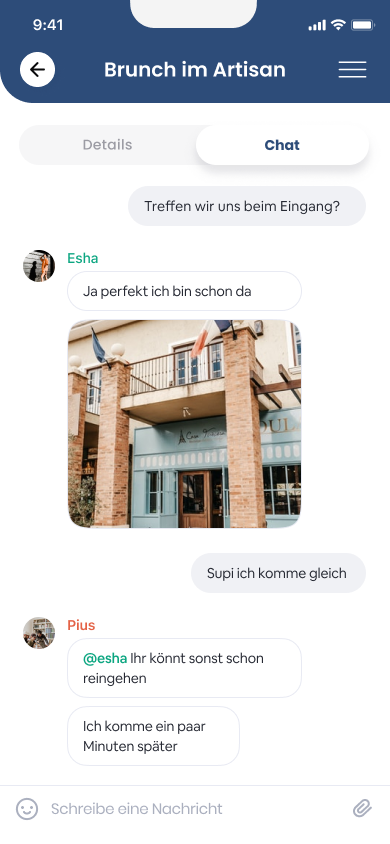 9:41
Brunch im Artisan
Details
Chat
Treffen wir uns beim Eingang?
Esha
Ja perfekt ich bin schon da
Supi ich komme gleich
Pius
@esha Ihr könnt sonst schon
reingehen
Ich komme ein paar
Minuten später
Schreibe eine Nachricht